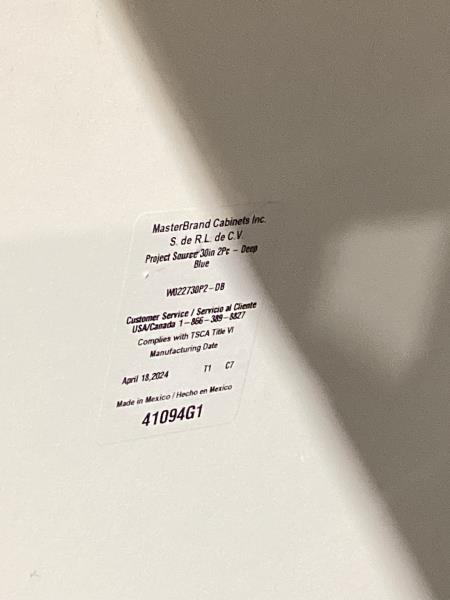 MasterBrand Cabinets Inc.
S. de R.L. de C.V.
Project Source 30in 2Pc - Deep
Blue
W022730P2-DB
Customer Service / Servicio al Cliente
USA/Canada 1-866-389-8827
Complies with TSCA Title VI
Manufacturing Date
April 18,2024 T1 C7
Made in Mexico / Hecho en Mexico
41094G1